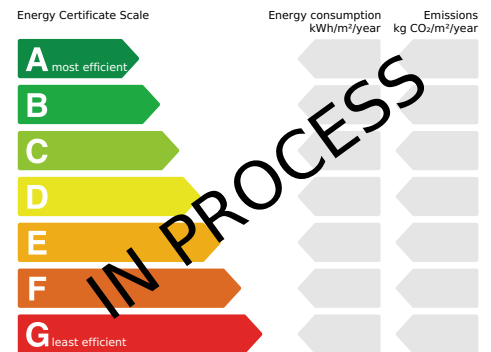 Energy Certificate Scale
Energy consumption
kWh/m²/year
Emissions
kg CO₂/m²/year
A most efficient
B
C
D
E
F
G least efficient
IN PROCESS